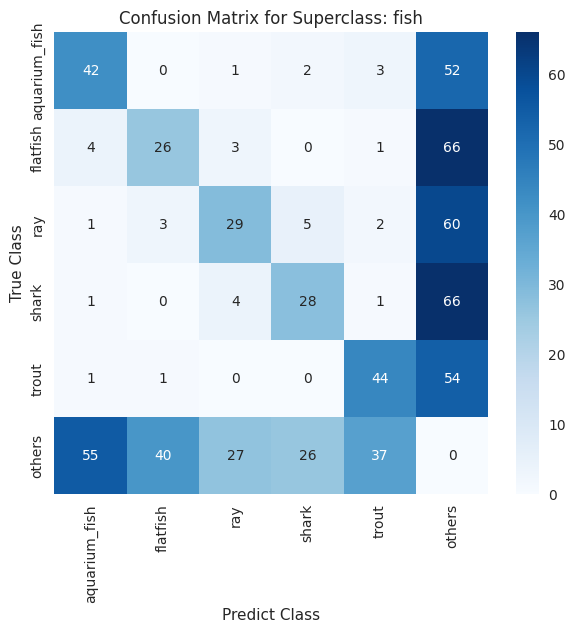 Confusion Matrix for Superclass: fish
True Class
aquarium_fish 42 0 1 2 3 52
flatfish 4 26 3 0 1 66
ray 1 3 29 5 2 60
shark 1 0 4 28 1 66
trout 1 1 0 0 44 54
others 55 40 27 26 37 0
aquarium_fish flatfish ray shark trout others
Predict Class
60
50
40
30
20
10
0